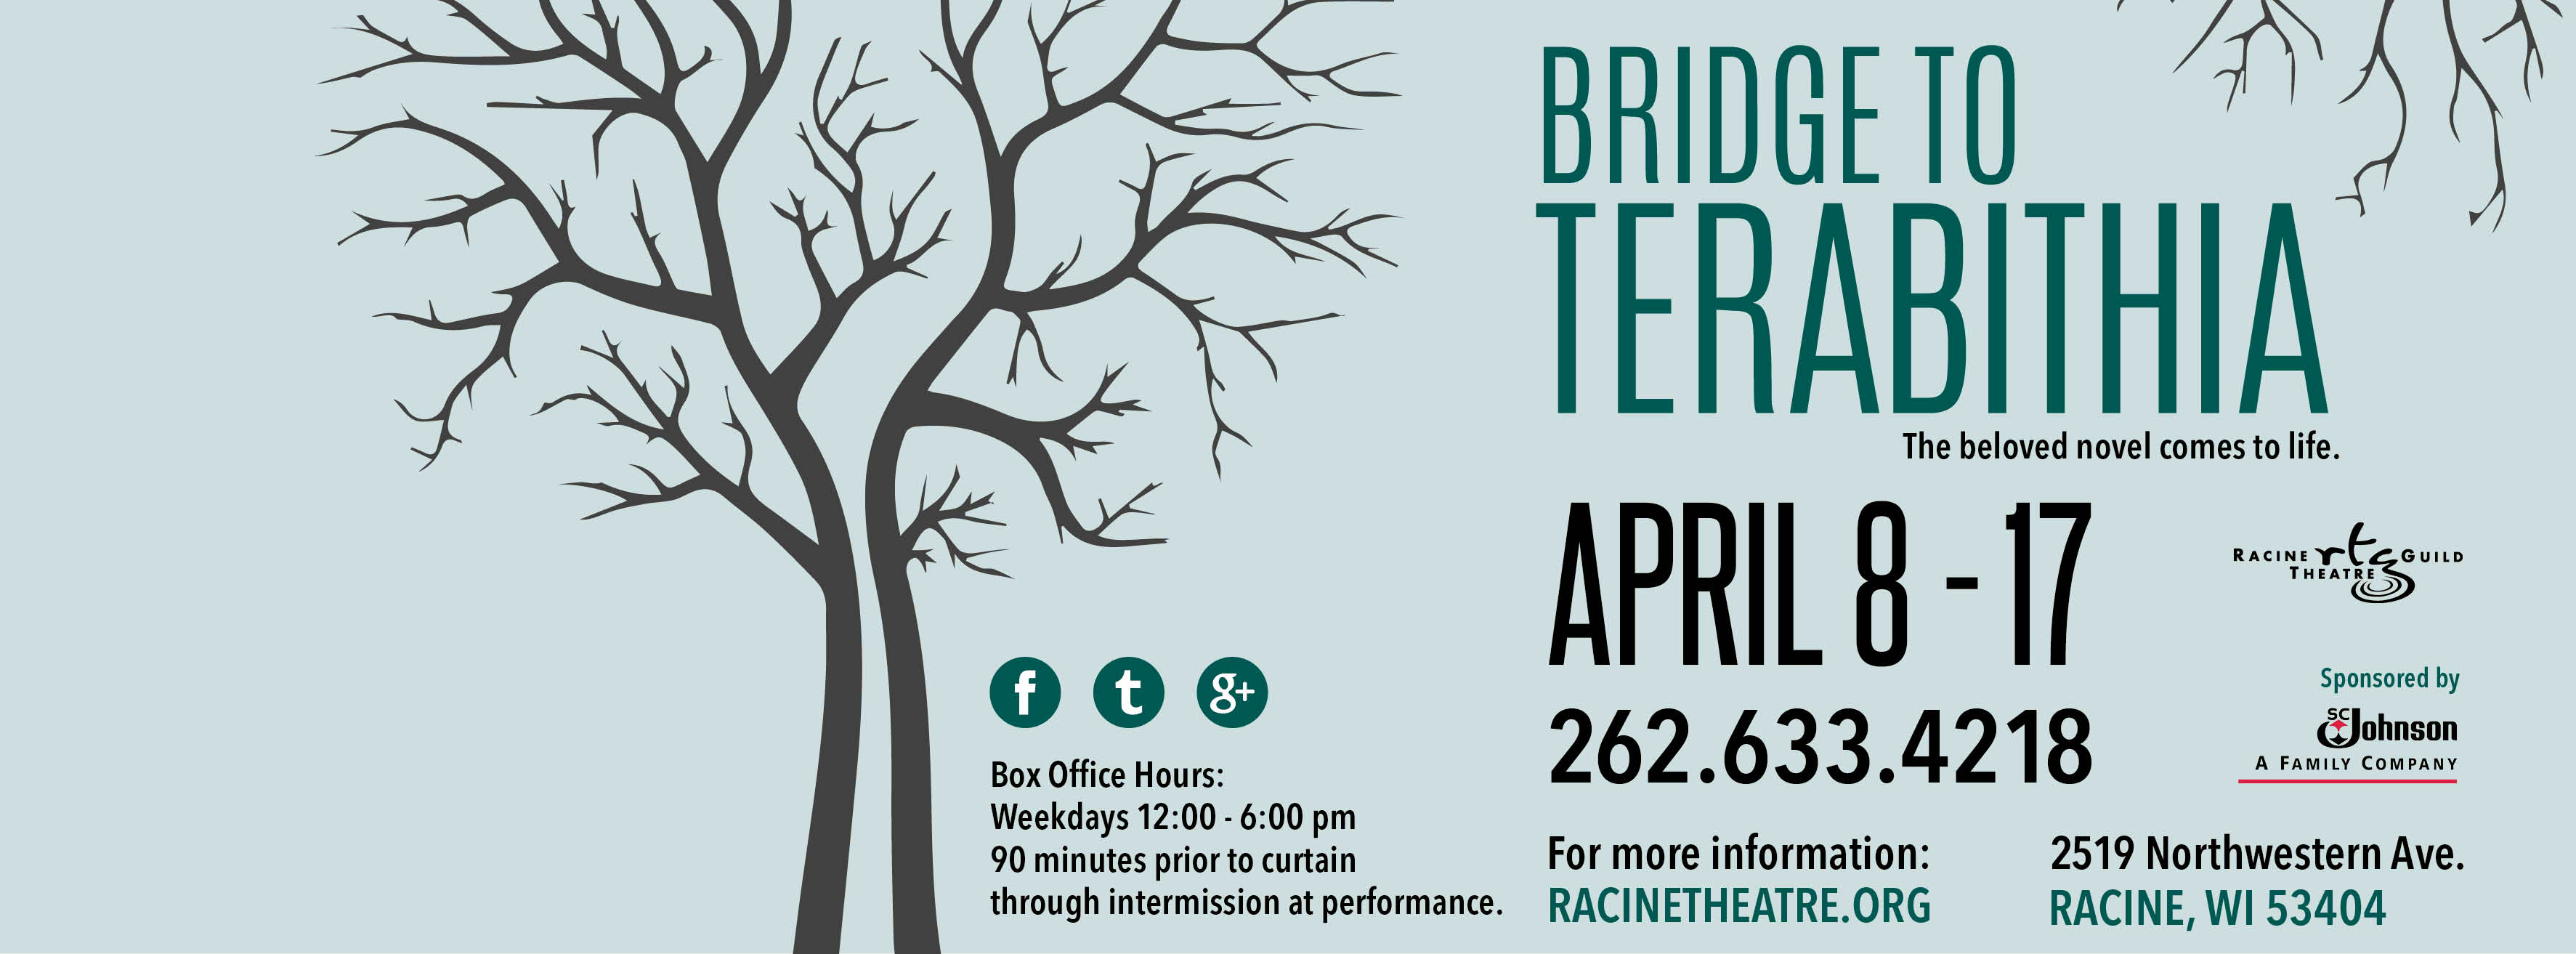 BRIDGE TO
TERABITHIA
The beloved novel comes to life.
APRIL 8 - 17
262.633.4218
For more information:
RACINETHEATRE.ORG
2519 Northwestern Ave.
RACINE, WI 53404
RACINE rtg GUILD
THEATRE
Sponsored by
SC Johnson
A FAMILY COMPANY
f t g+
Box Office Hours:
Weekdays 12:00 - 6:00 pm
90 minutes prior to curtain
through intermission at performance.